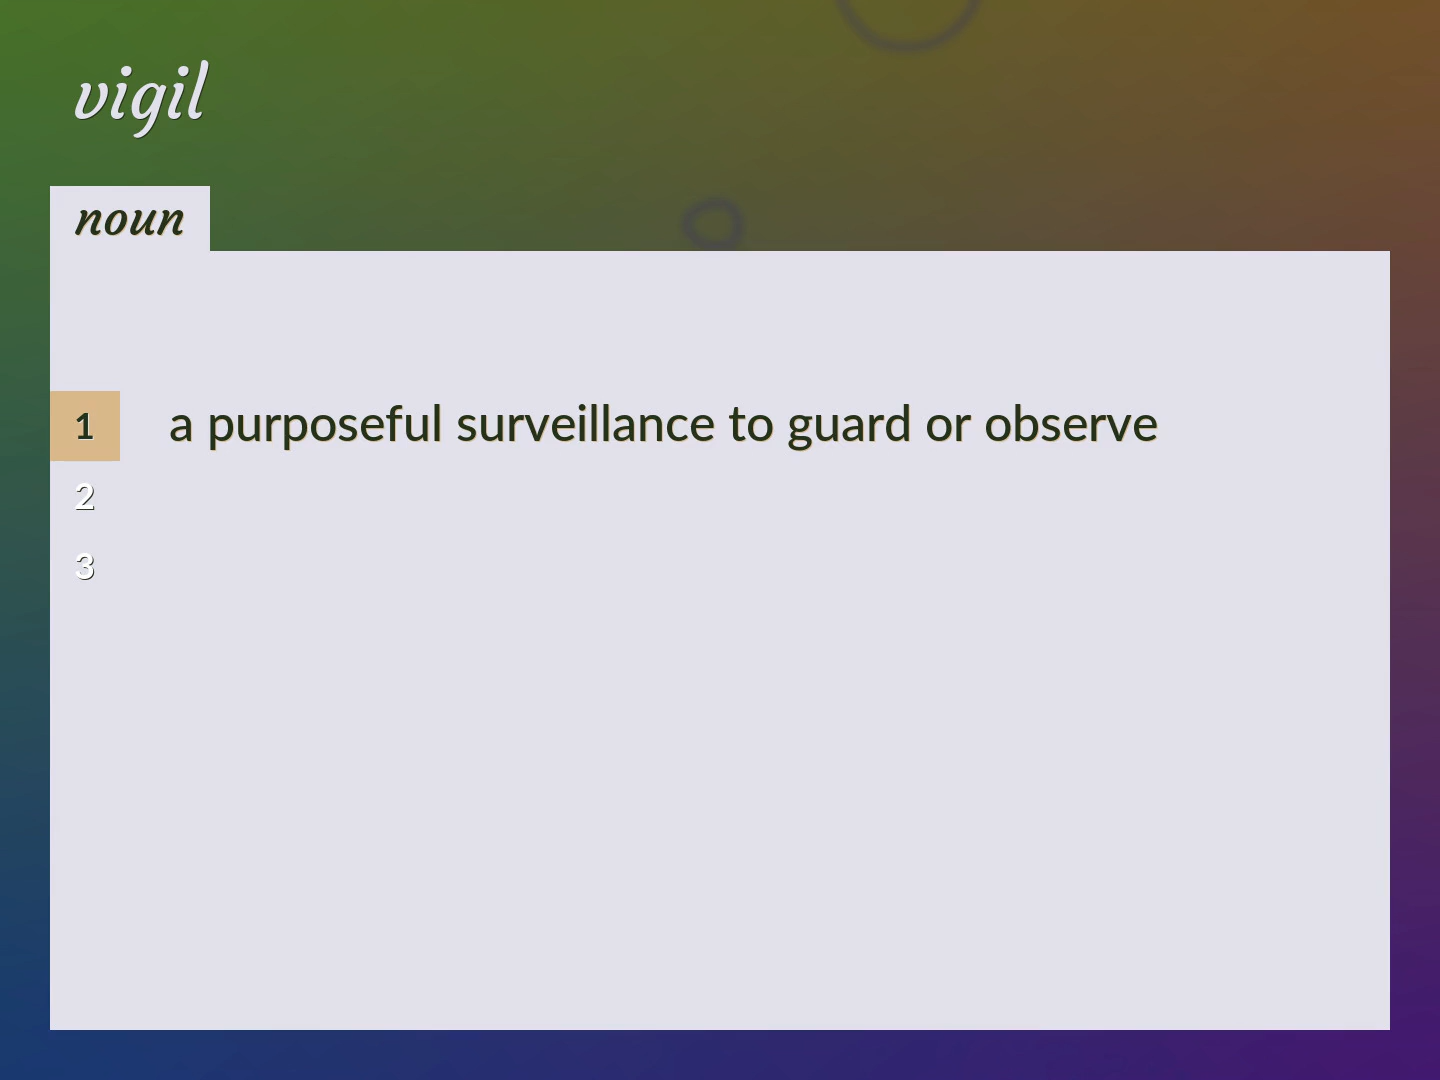 vigil
noun
1 a purposeful surveillance to guard or observe
2
3